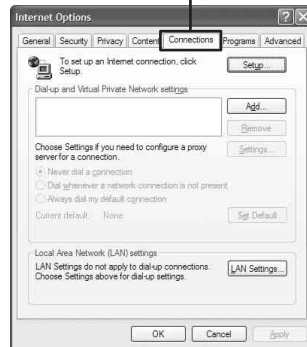 Internet Options
General Security Privacy Content Connections Programs Advanced
To set up an Internet connection, click
Setup.
Setup...
Dial-up and Virtual Private Network settings
Add...
Remove
Choose Settings if you need to configure a proxy
server for a connection.
Settings...
Never dial a connection
Dial whenever a network connection is not present
Always dial my default connection
Current default: None
Set Default
Local Area Network (LAN) settings
LAN Settings do not apply to dial-up connections.
Choose Settings above for dial-up settings.
LAN Settings...
OK Cancel Apply